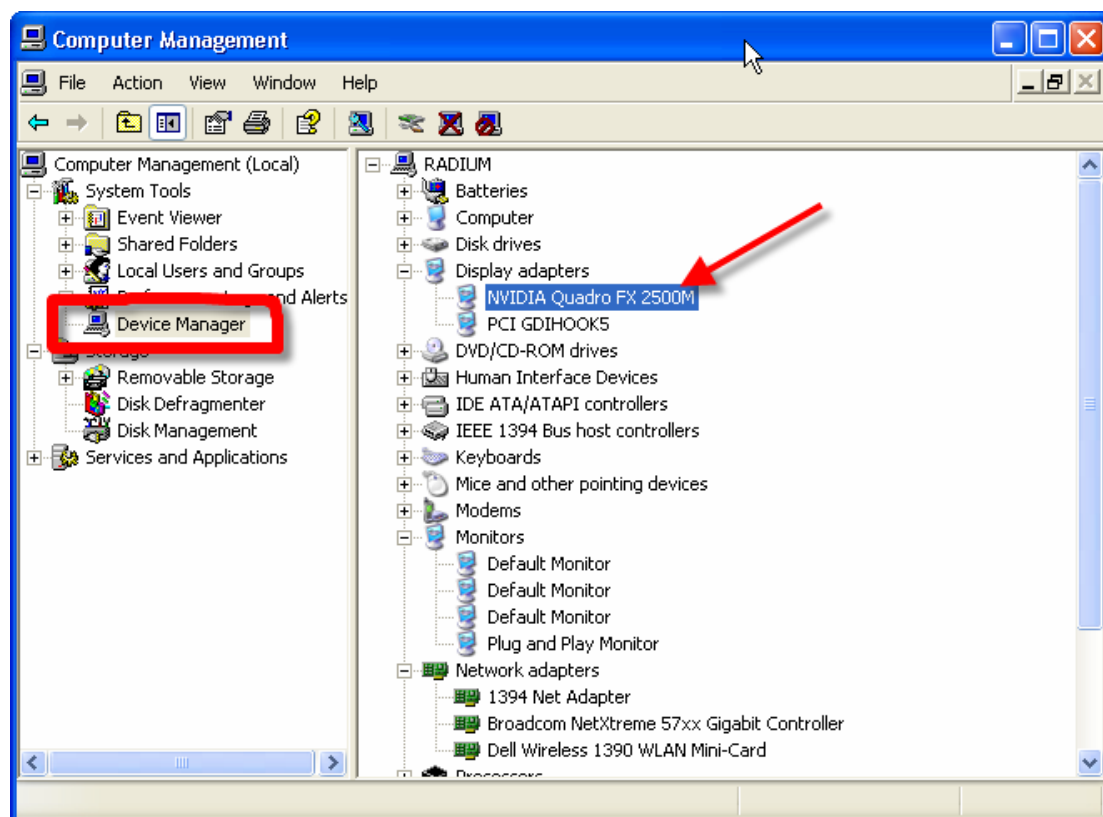 Computer Management
File Action View Window Help
Computer Management (Local)
System Tools
Event Viewer
Shared Folders
Local Users and Groups
and Alerts
Device Manager
Storage
Removable Storage
Disk Defragmenter
Disk Management
Services and Applications
RADIUM
Batteries
Computer
Disk drives
Display adapters
NVIDIA Quadro FX 2500M
PCI GDIHOOK5
DVD/CD-ROM drives
Human Interface Devices
IDE ATA/ATAPI controllers
IEEE 1394 Bus host controllers
Keyboards
Mice and other pointing devices
Modems
Monitors
Default Monitor
Default Monitor
Default Monitor
Plug and Play Monitor
Network adapters
1394 Net Adapter
Broadcom NetXtreme 57xx Gigabit Controller
Dell Wireless 1390 WLAN Mini-Card
Processors